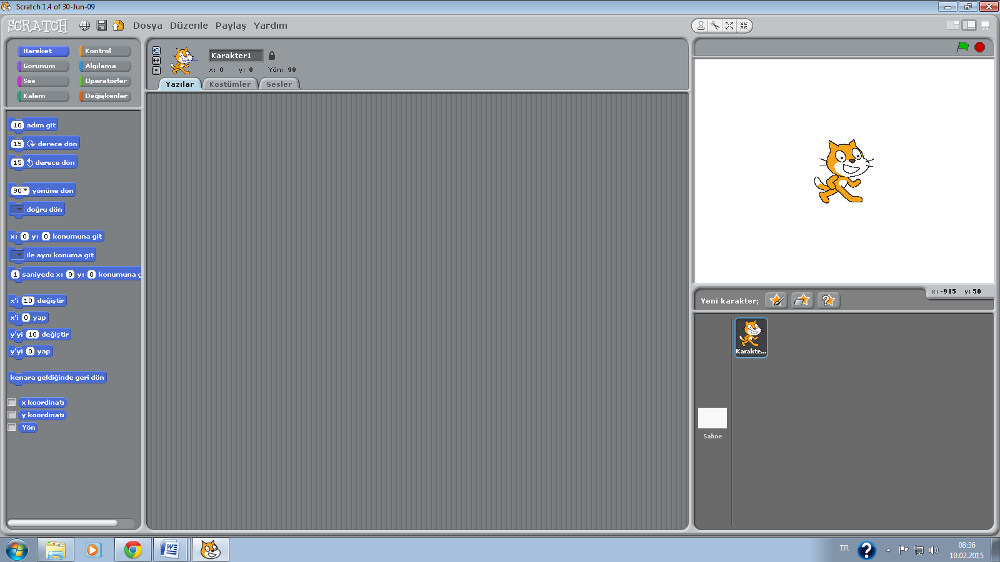 Scratch 1.4 of 30-Jun-09
SCRATCH Dosya Düzenle Paylaş Yardım
Hareket Kontrol
Görünüm Algılama
Ses Operatörler
Kalem Değişkenler
10 adım git
15 derece dön
15 derece dön
90 yönüne dön
doğru dön
x: 0 y: 0 konumuna git
ile aynı konuma git
1 saniyede x: 0 y: 0 konumuna g
x'i 10 değiştir
x'i 0 yap
y'yi 10 değiştir
y'yi 0 yap
kenara geldiğinde geri dön
x koordinatı
y koordinatı
Yön
Karakter1
x: 0 y: 0 Yön: 90
Yazılar Kostümler Sesler
x: -915 y: 50
Yeni karakter;
Karakte...
Sahne
TR
08:36
10.02.2015